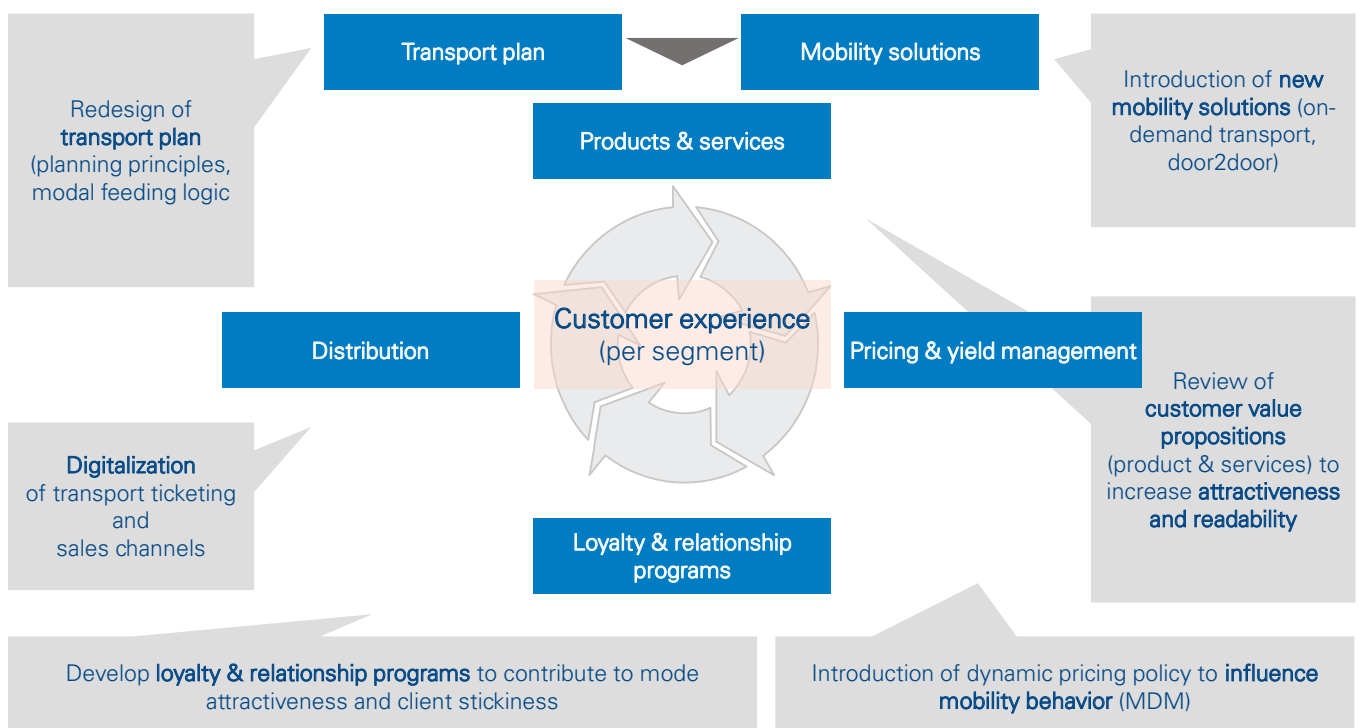 Transport plan
Mobility solutions
Redesign of
transport plan
(planning principles,
modal feeding logic
Introduction of new
mobility solutions (on-
demand transport,
door2door)
Products & services
Customer experience
(per segment)
Distribution
Pricing & yield management
Review of
customer value
propositions
(product & services) to
increase attractiveness
and readability
Digitalization
of transport ticketing
and
sales channels
Loyalty & relationship
programs
Develop loyalty & relationship programs to contribute to mode
attractiveness and client stickiness
Introduction of dynamic pricing policy to influence
mobility behavior (MDM)